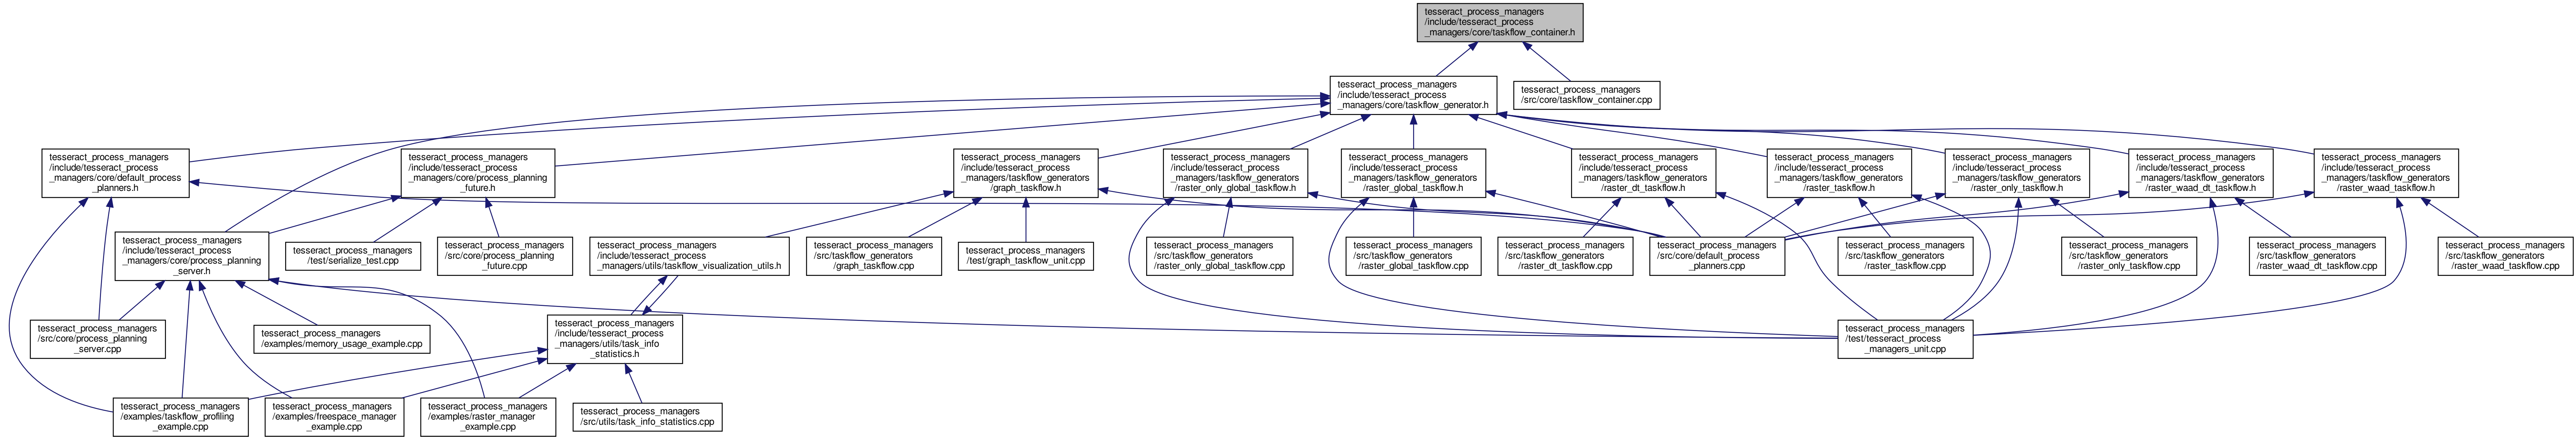 tesseract_process_managers
/include/tesseract_process
_managers/core/taskflow_container.h
tesseract_process_managers
/include/tesseract_process
_managers/core/taskflow_generator.h
tesseract_process_managers
/src/core/taskflow_container.cpp
tesseract_process_managers
/include/tesseract_process
_managers/core/default_process
_planners.h
tesseract_process_managers
/include/tesseract_process
_managers/core/process_planning
_future.h
tesseract_process_managers
/include/tesseract_process
_managers/taskflow_generators
/graph_taskflow.h
tesseract_process_managers
/include/tesseract_process
_managers/taskflow_generators
/raster_only_global_taskflow.h
tesseract_process_managers
/include/tesseract_process
_managers/taskflow_generators
/raster_global_taskflow.h
tesseract_process_managers
/include/tesseract_process
_managers/taskflow_generators
/raster_dt_taskflow.h
tesseract_process_managers
/include/tesseract_process
_managers/taskflow_generators
/raster_taskflow.h
tesseract_process_managers
/include/tesseract_process
_managers/taskflow_generators
/raster_only_taskflow.h
tesseract_process_managers
/include/tesseract_process
_managers/taskflow_generators
/raster_waad_dt_taskflow.h
tesseract_process_managers
/include/tesseract_process
_managers/taskflow_generators
/raster_waad_taskflow.h
tesseract_process_managers
/include/tesseract_process
_managers/core/process_planning
_server.h
tesseract_process_managers
/test/serialize_test.cpp
tesseract_process_managers
/src/core/process_planning
_future.cpp
tesseract_process_managers
/include/tesseract_process
_managers/utils/taskflow_visualization_utils.h
tesseract_process_managers
/src/taskflow_generators
/graph_taskflow.cpp
tesseract_process_managers
/test/graph_taskflow_unit.cpp
tesseract_process_managers
/src/taskflow_generators
/raster_only_global_taskflow.cpp
tesseract_process_managers
/src/taskflow_generators
/raster_global_taskflow.cpp
tesseract_process_managers
/src/taskflow_generators
/raster_dt_taskflow.cpp
tesseract_process_managers
/src/core/default_process
_planners.cpp
tesseract_process_managers
/src/taskflow_generators
/raster_taskflow.cpp
tesseract_process_managers
/src/taskflow_generators
/raster_only_taskflow.cpp
tesseract_process_managers
/src/taskflow_generators
/raster_waad_dt_taskflow.cpp
tesseract_process_managers
/src/taskflow_generators
/raster_waad_taskflow.cpp
tesseract_process_managers
/src/core/process_planning
_server.cpp
tesseract_process_managers
/examples/memory_usage_example.cpp
tesseract_process_managers
/include/tesseract_process
_managers/utils/task_info
_statistics.h
tesseract_process_managers
/test/tesseract_process
_managers_unit.cpp
tesseract_process_managers
/examples/taskflow_profiling
_example.cpp
tesseract_process_managers
/examples/freespace_manager
_example.cpp
tesseract_process_managers
/examples/raster_manager
_example.cpp
tesseract_process_managers
/src/utils/task_info_statistics.cpp